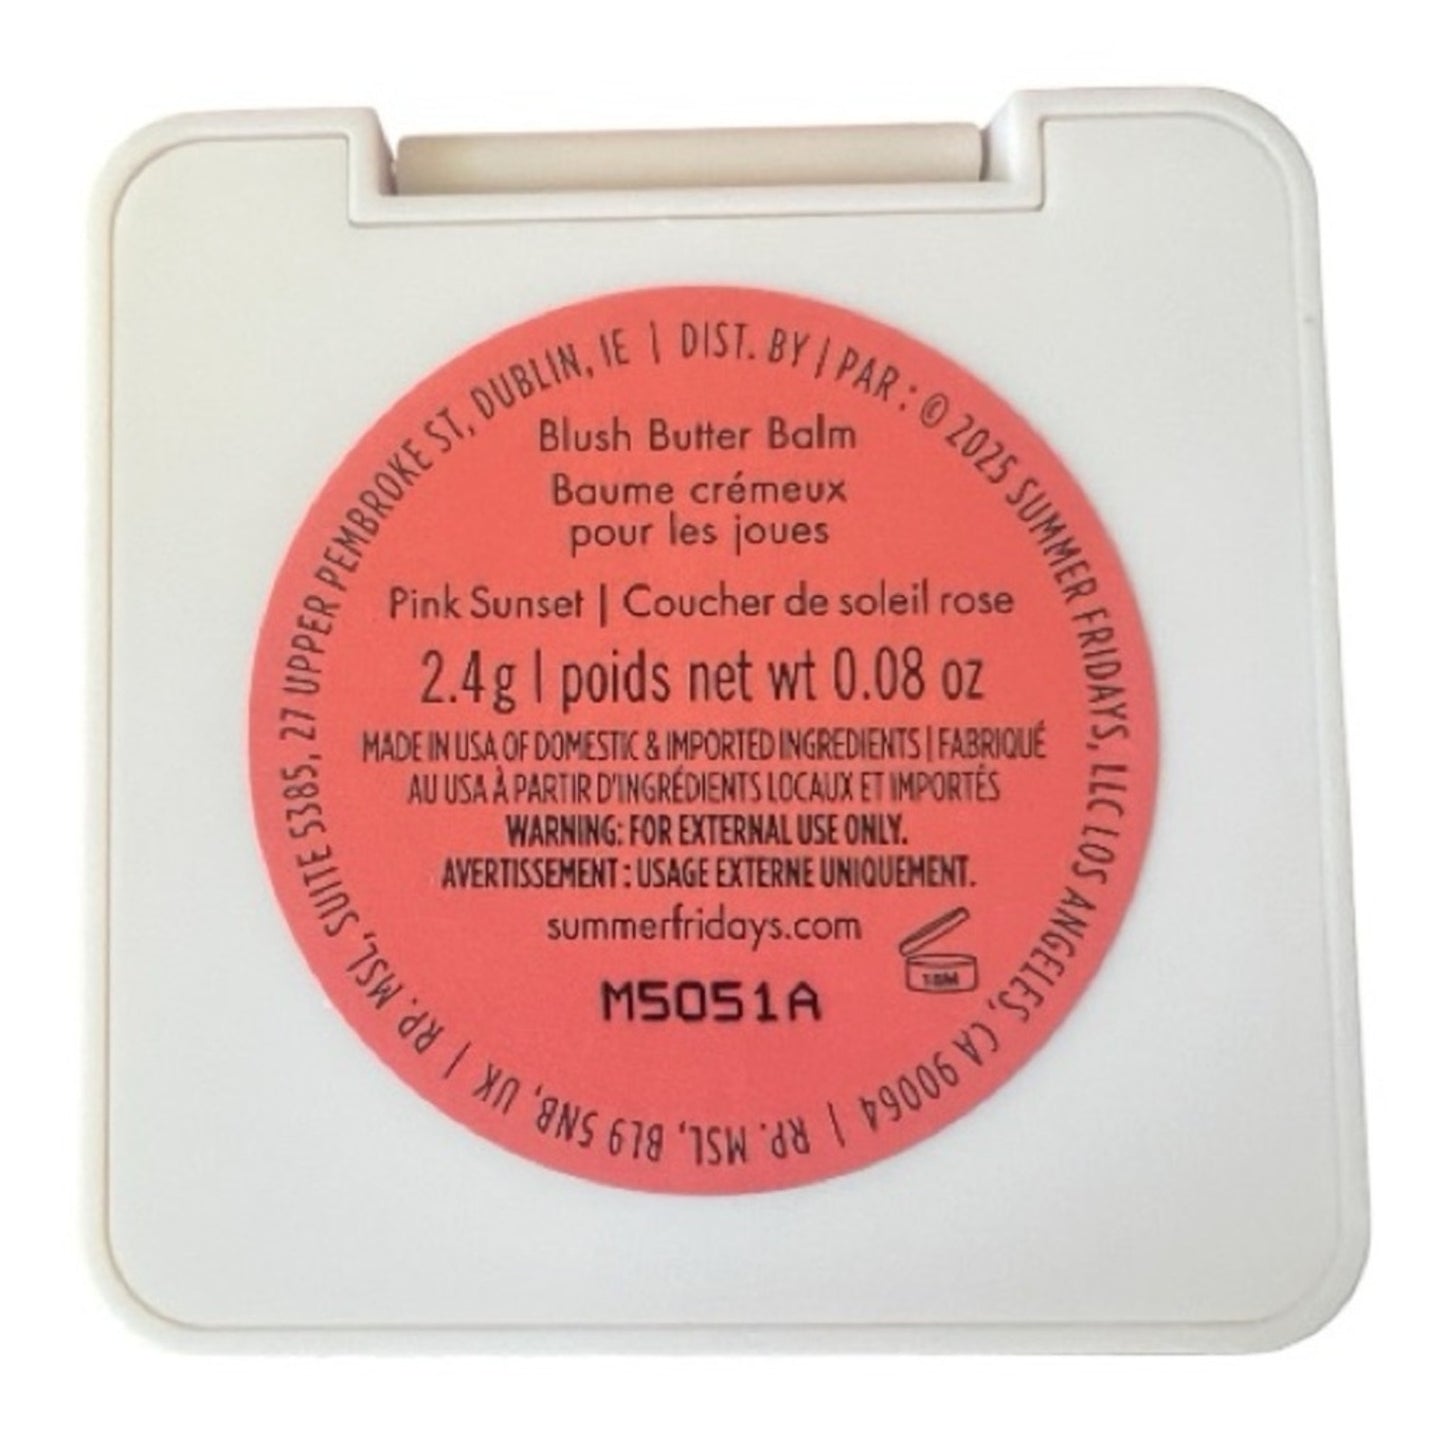 DIST. BY | PAR : © 2025 SUMMER FRIDAYS, LLC LOS ANGELES, CA 90064 | RP. MSL, BL9 5NB, UK | RP. MSL, SUITE 5385, 27 UPPER PEMBROKE ST, DUBLIN, IE |
Blush Butter Balm
Baume crémeux
pour les joues
Pink Sunset | Coucher de soleil rose
2.4g | poids net wt 0.08 oz
MADE IN USA OF DOMESTIC & IMPORTED INGREDIENTS | FABRIQUÉ
AU USA À PARTIR D'INGRÉDIENTS LOCAUX ET IMPORTÉS
WARNING: FOR EXTERNAL USE ONLY.
AVERTISSEMENT : USAGE EXTERNE UNIQUEMENT.
summerfridays.com
M5051A